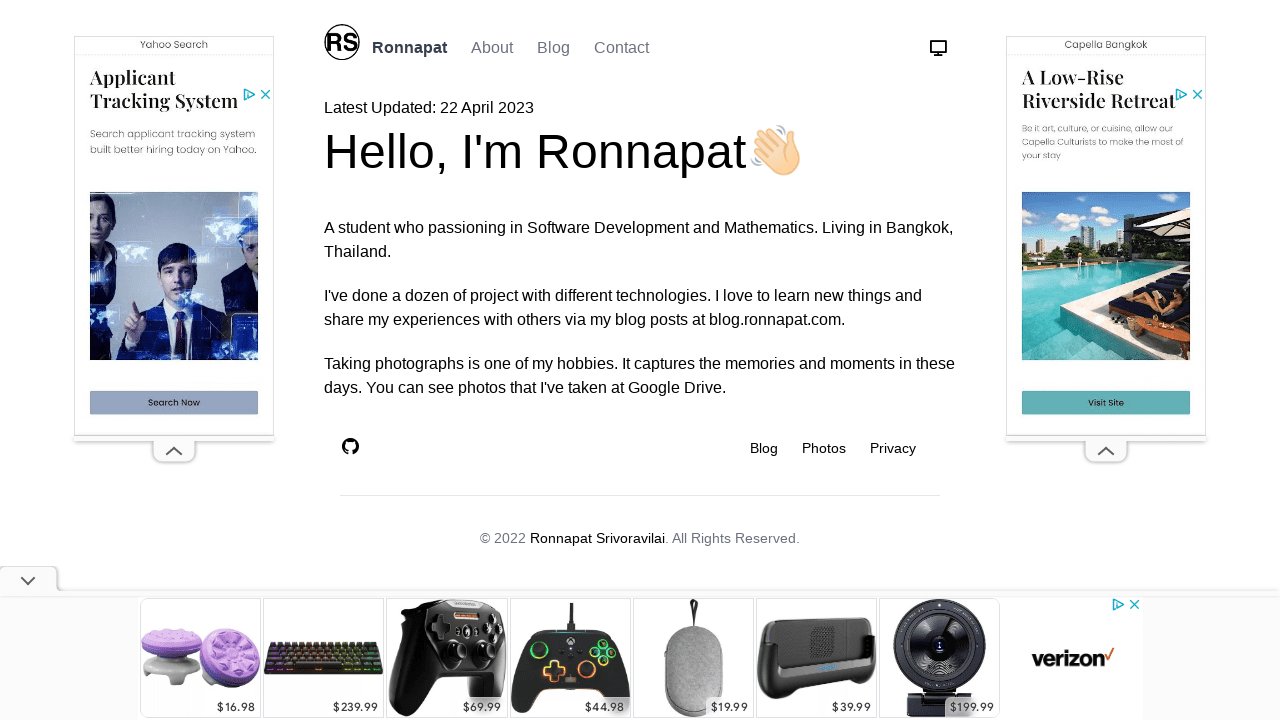 RS
Ronnapat
About
Blog
Contact
Latest Updated: 22 April 2023
Hello, I'm Ronnapat
A student who passioning in Software Development and Mathematics. Living in Bangkok,
Thailand.
I've done a dozen of project with different technologies. I love to learn new things and
share my experiences with others via my blog posts at blog.ronnapat.com.
Taking photographs is one of my hobbies. It captures the memories and moments in these
days. You can see photos that I've taken at Google Drive.
Blog
Photos
Privacy
© 2022 Ronnapat Srivoravilai. All Rights Reserved.
Yahoo Search
Applicant
Tracking System
Search applicant tracking system
built better hiring today on Yahoo.
Search Now
Capella Bangkok
A Low-Rise
Riverside Retreat
Be it art, culture, or cuisine, allow our
Capella Culturists to make the most of
your stay
Visit Site
$16.98
$239.99
$69.99
$44.98
$19.99
$39.99
$199.99
verizon